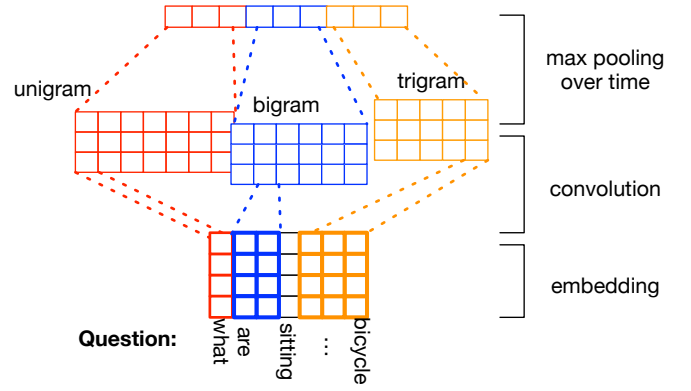 max pooling
over time
unigram
bigram
trigram
convolution
embedding
Question:
what
are
sitting
...
bicycle